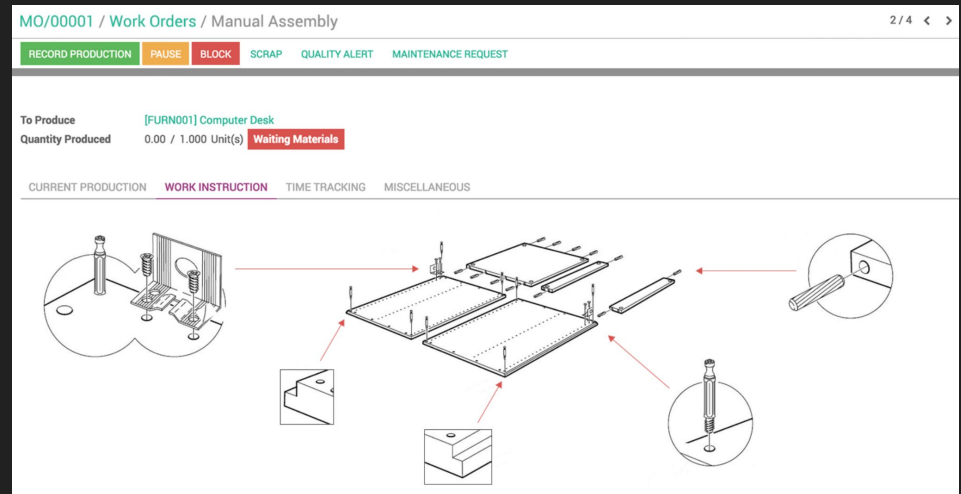 MO/00001 / Work Orders / Manual Assembly 2 / 4
RECORD PRODUCTION PAUSE BLOCK SCRAP QUALITY ALERT MAINTENANCE REQUEST
To Produce [FURN001] Computer Desk
Quantity Produced 0.00 / 1.000 Unit(s) Waiting Materials
CURRENT PRODUCTION WORK INSTRUCTION TIME TRACKING MISCELLANEOUS